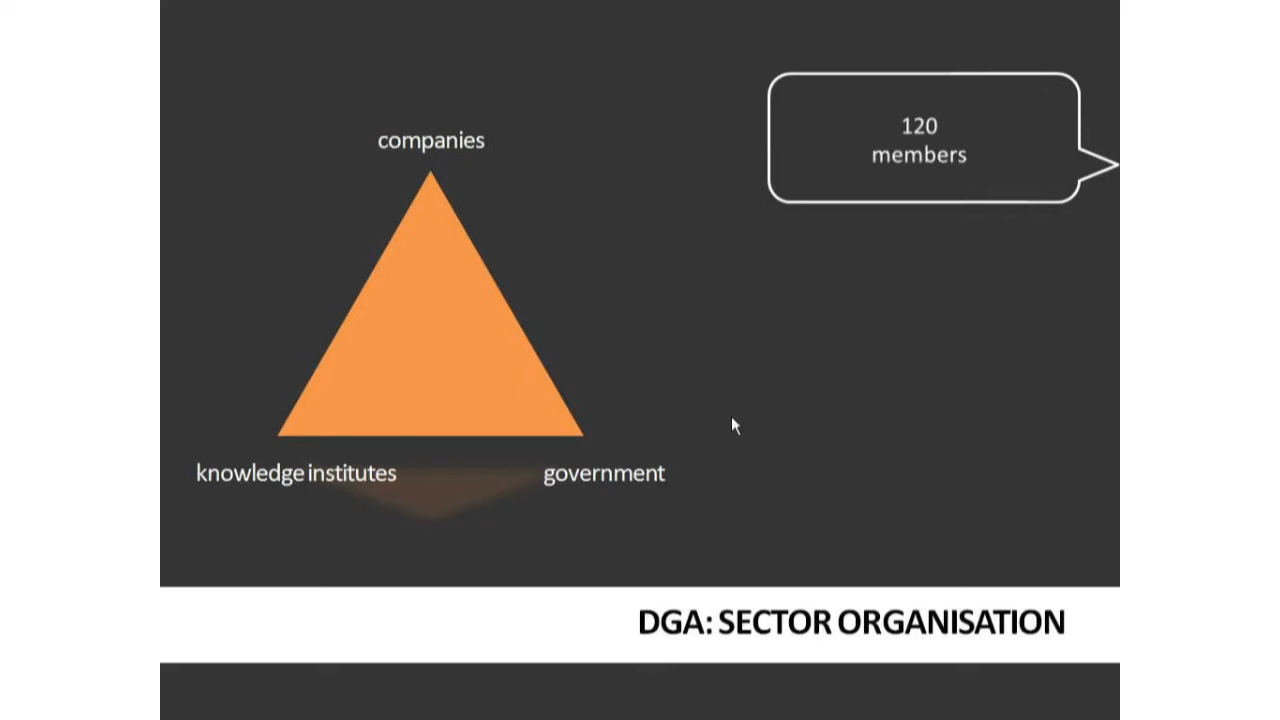 companies
120
members
knowledge institutes
government
DGA: SECTOR ORGANISATION